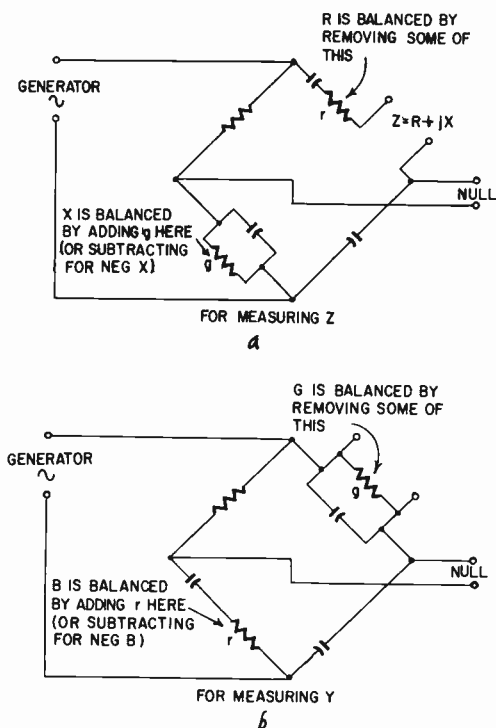 R IS BALANCED BY
REMOVING SOME OF
THIS
GENERATOR
r
Z=R+jX
NULL
X IS BALANCED
BY ADDING g HERE
(OR SUBTRACTING
FOR NEG X)
g
FOR MEASURING Z
a
G IS BALANCED BY
REMOVING SOME OF
THIS
GENERATOR
g
NULL
B IS BALANCED
BY ADDING r HERE
(OR SUBTRACTING
FOR NEG B)
r
FOR MEASURING Y
b